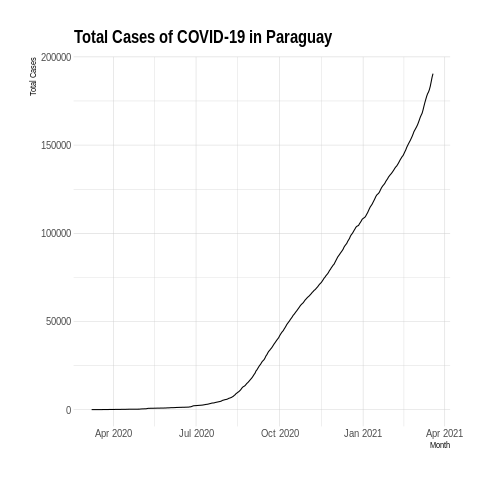 Total Cases of COVID-19 in Paraguay
Total Cases
200000
150000
100000
50000
0
Apr 2020 Jul 2020 Oct 2020 Jan 2021 Apr 2021
Month